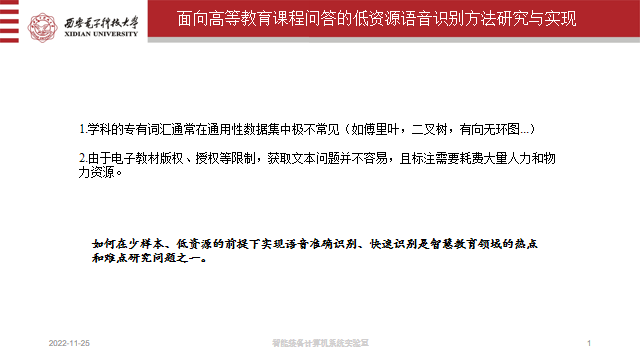 西安电子科技大学
XIDIAN UNIVERSITY
面向高等教育课程问答的低资源语音识别方法研究与实现
1.学科的专有词汇通常在通用性数据集中极不常见（如傅里叶，二叉树，有向无环图...）
2.由于电子教材版权、授权等限制，获取文本问题并不容易，且标注需要耗费大量人力和物
力资源。
如何在少样本、低资源的前提下实现语音准确识别、快速识别是智慧教育领域的热点
和难点研究问题之一。
2022-11-25
智能装备计算机系统实验室
1